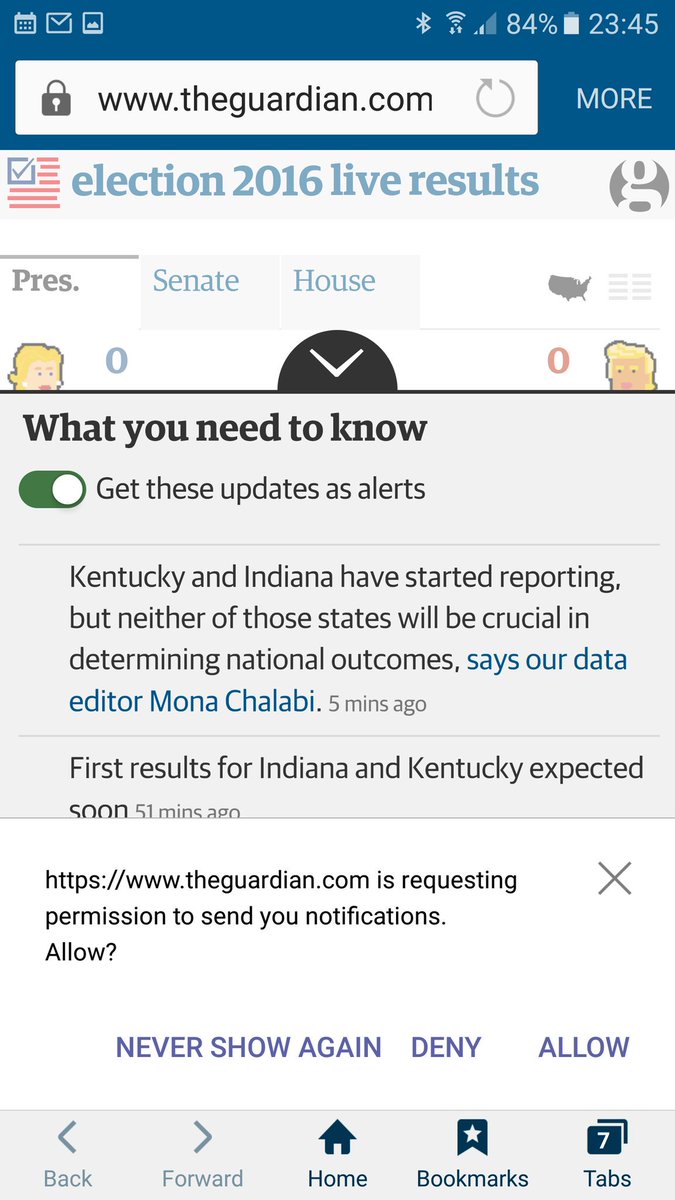 84% 23:45
www.theguardian.com MORE
election 2016 live results g
Pres. Senate House
0 0
What you need to know
Get these updates as alerts
Kentucky and Indiana have started reporting,
but neither of those states will be crucial in
determining national outcomes, says our data
editor Mona Chalabi. 5 mins ago
First results for Indiana and Kentucky expected
soon 51 mins ago
https://www.theguardian.com is requesting
permission to send you notifications.
Allow?
NEVER SHOW AGAIN DENY ALLOW
7
Back Forward Home Bookmarks Tabs